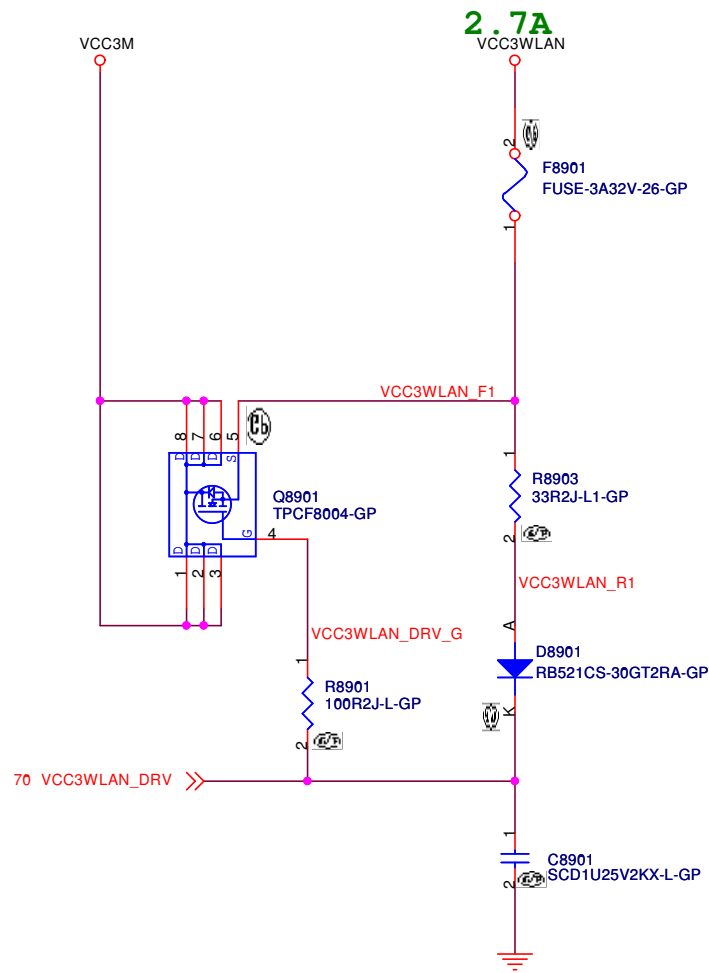 2.7A
VCC3M
VCC3WLAN
2
F8901
FUSE-3A32V-26-GP
1
VCC3WLAN_F1
8
7
6
5
D
D
D
S
1
R8903
33R2J-L1-GP
2
Q8901
TPCF8004-GP
G
4
D
D
D
1
2
3
VCC3WLAN_R1
A
VCC3WLAN_DRV_G
1
D8901
RB521CS-30GT2RA-GP
R8901
100R2J-L-GP
K
2
70 VCC3WLAN_DRV
1
C8901
SCD1U25V2KX-L-GP
2